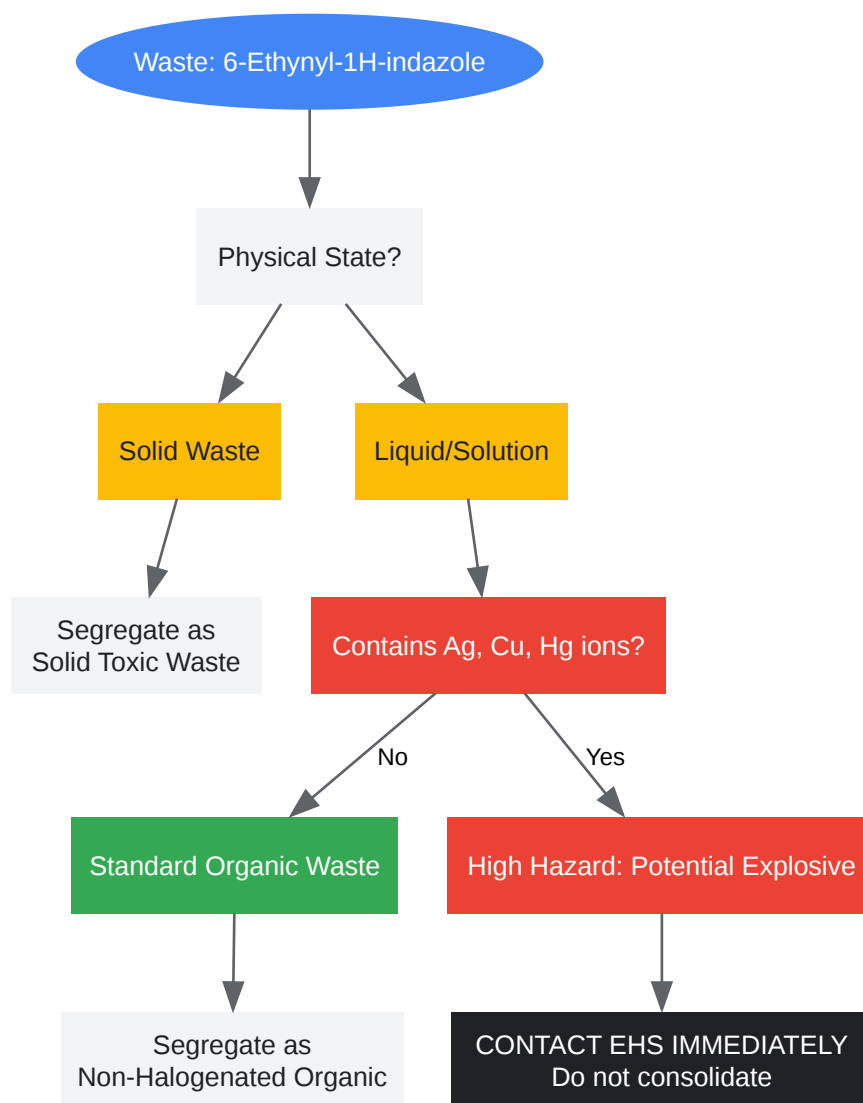 Waste: 6-Ethynyl-1H-indazole
Physical State?
Solid Waste
Liquid/Solution
Segregate as
Solid Toxic Waste
Contains Ag, Cu, Hg ions?
No
Yes
Standard Organic Waste
High Hazard: Potential Explosive
Segregate as
Non-Halogenated Organic
CONTACT EHS IMMEDIATELY
Do not consolidate